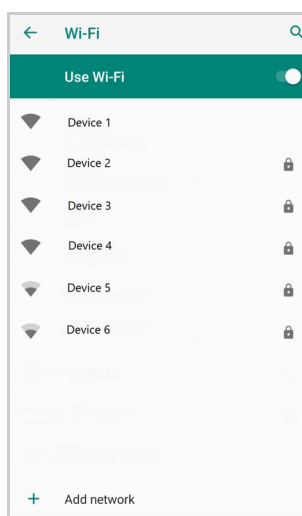 Wi-Fi
Use Wi-Fi
Device 1
Device 2
Device 3
Device 4
Device 5
Device 6
Add network